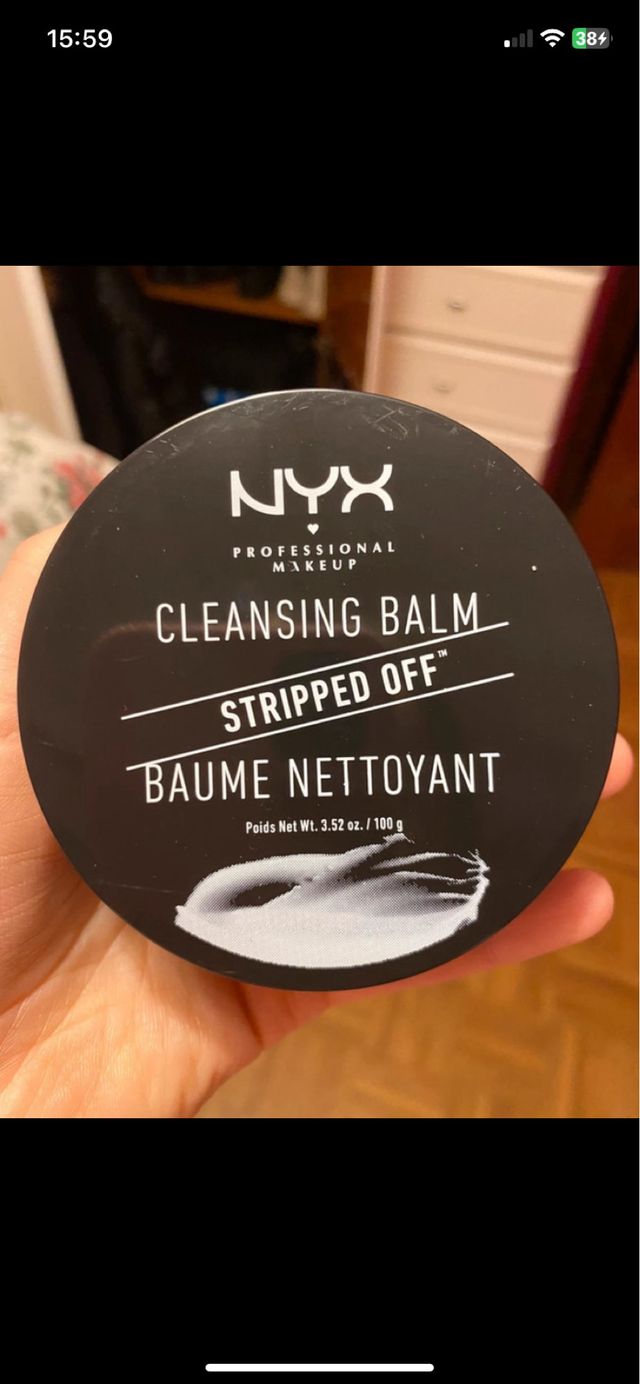 15:59
38
NYX
PROFESSIONAL
MAKEUP
CLEANSING BALM
STRIPPED OFF™
BAUME NETTOYANT
Poids Net Wt. 3.52 oz. / 100 g